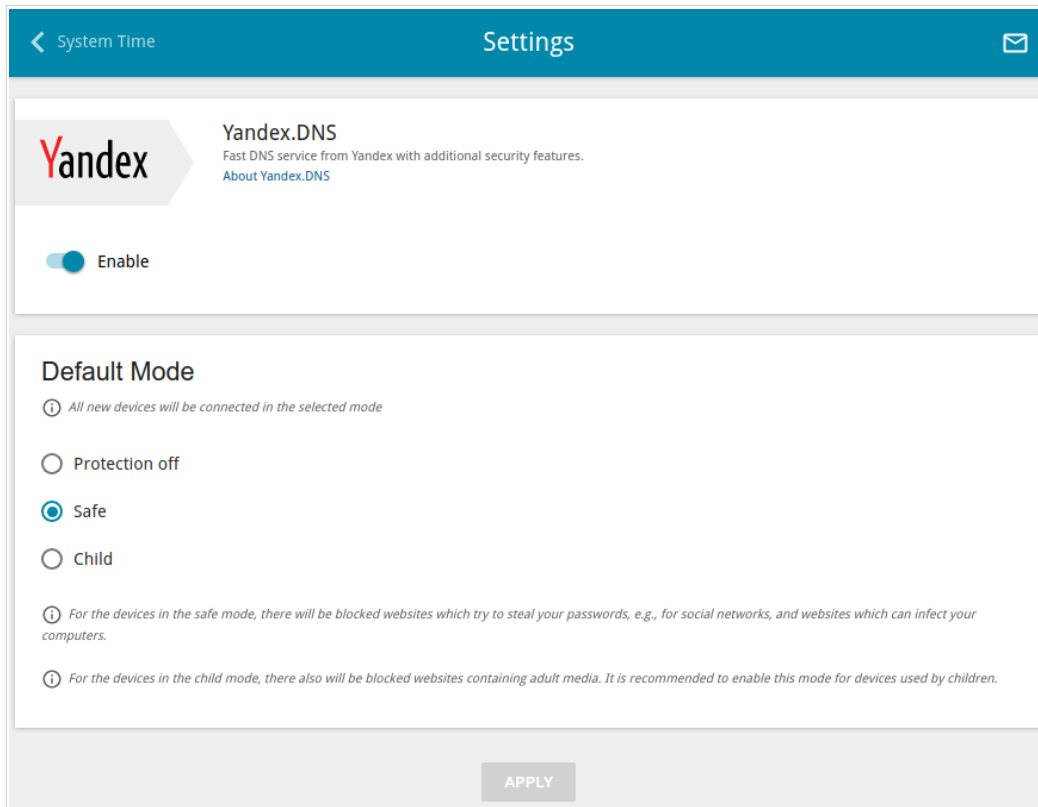 System Time
Settings
Yandex
Yandex.DNS
Fast DNS service from Yandex with additional security features.
About Yandex.DNS
Enable
Default Mode
All new devices will be connected in the selected mode
Protection off
Safe
Child
For the devices in the safe mode, there will be blocked websites which try to steal your passwords, e.g., for social networks, and websites which can infect your
computers.
For the devices in the child mode, there also will be blocked websites containing adult media. It is recommended to enable this mode for devices used by children.
APPLY